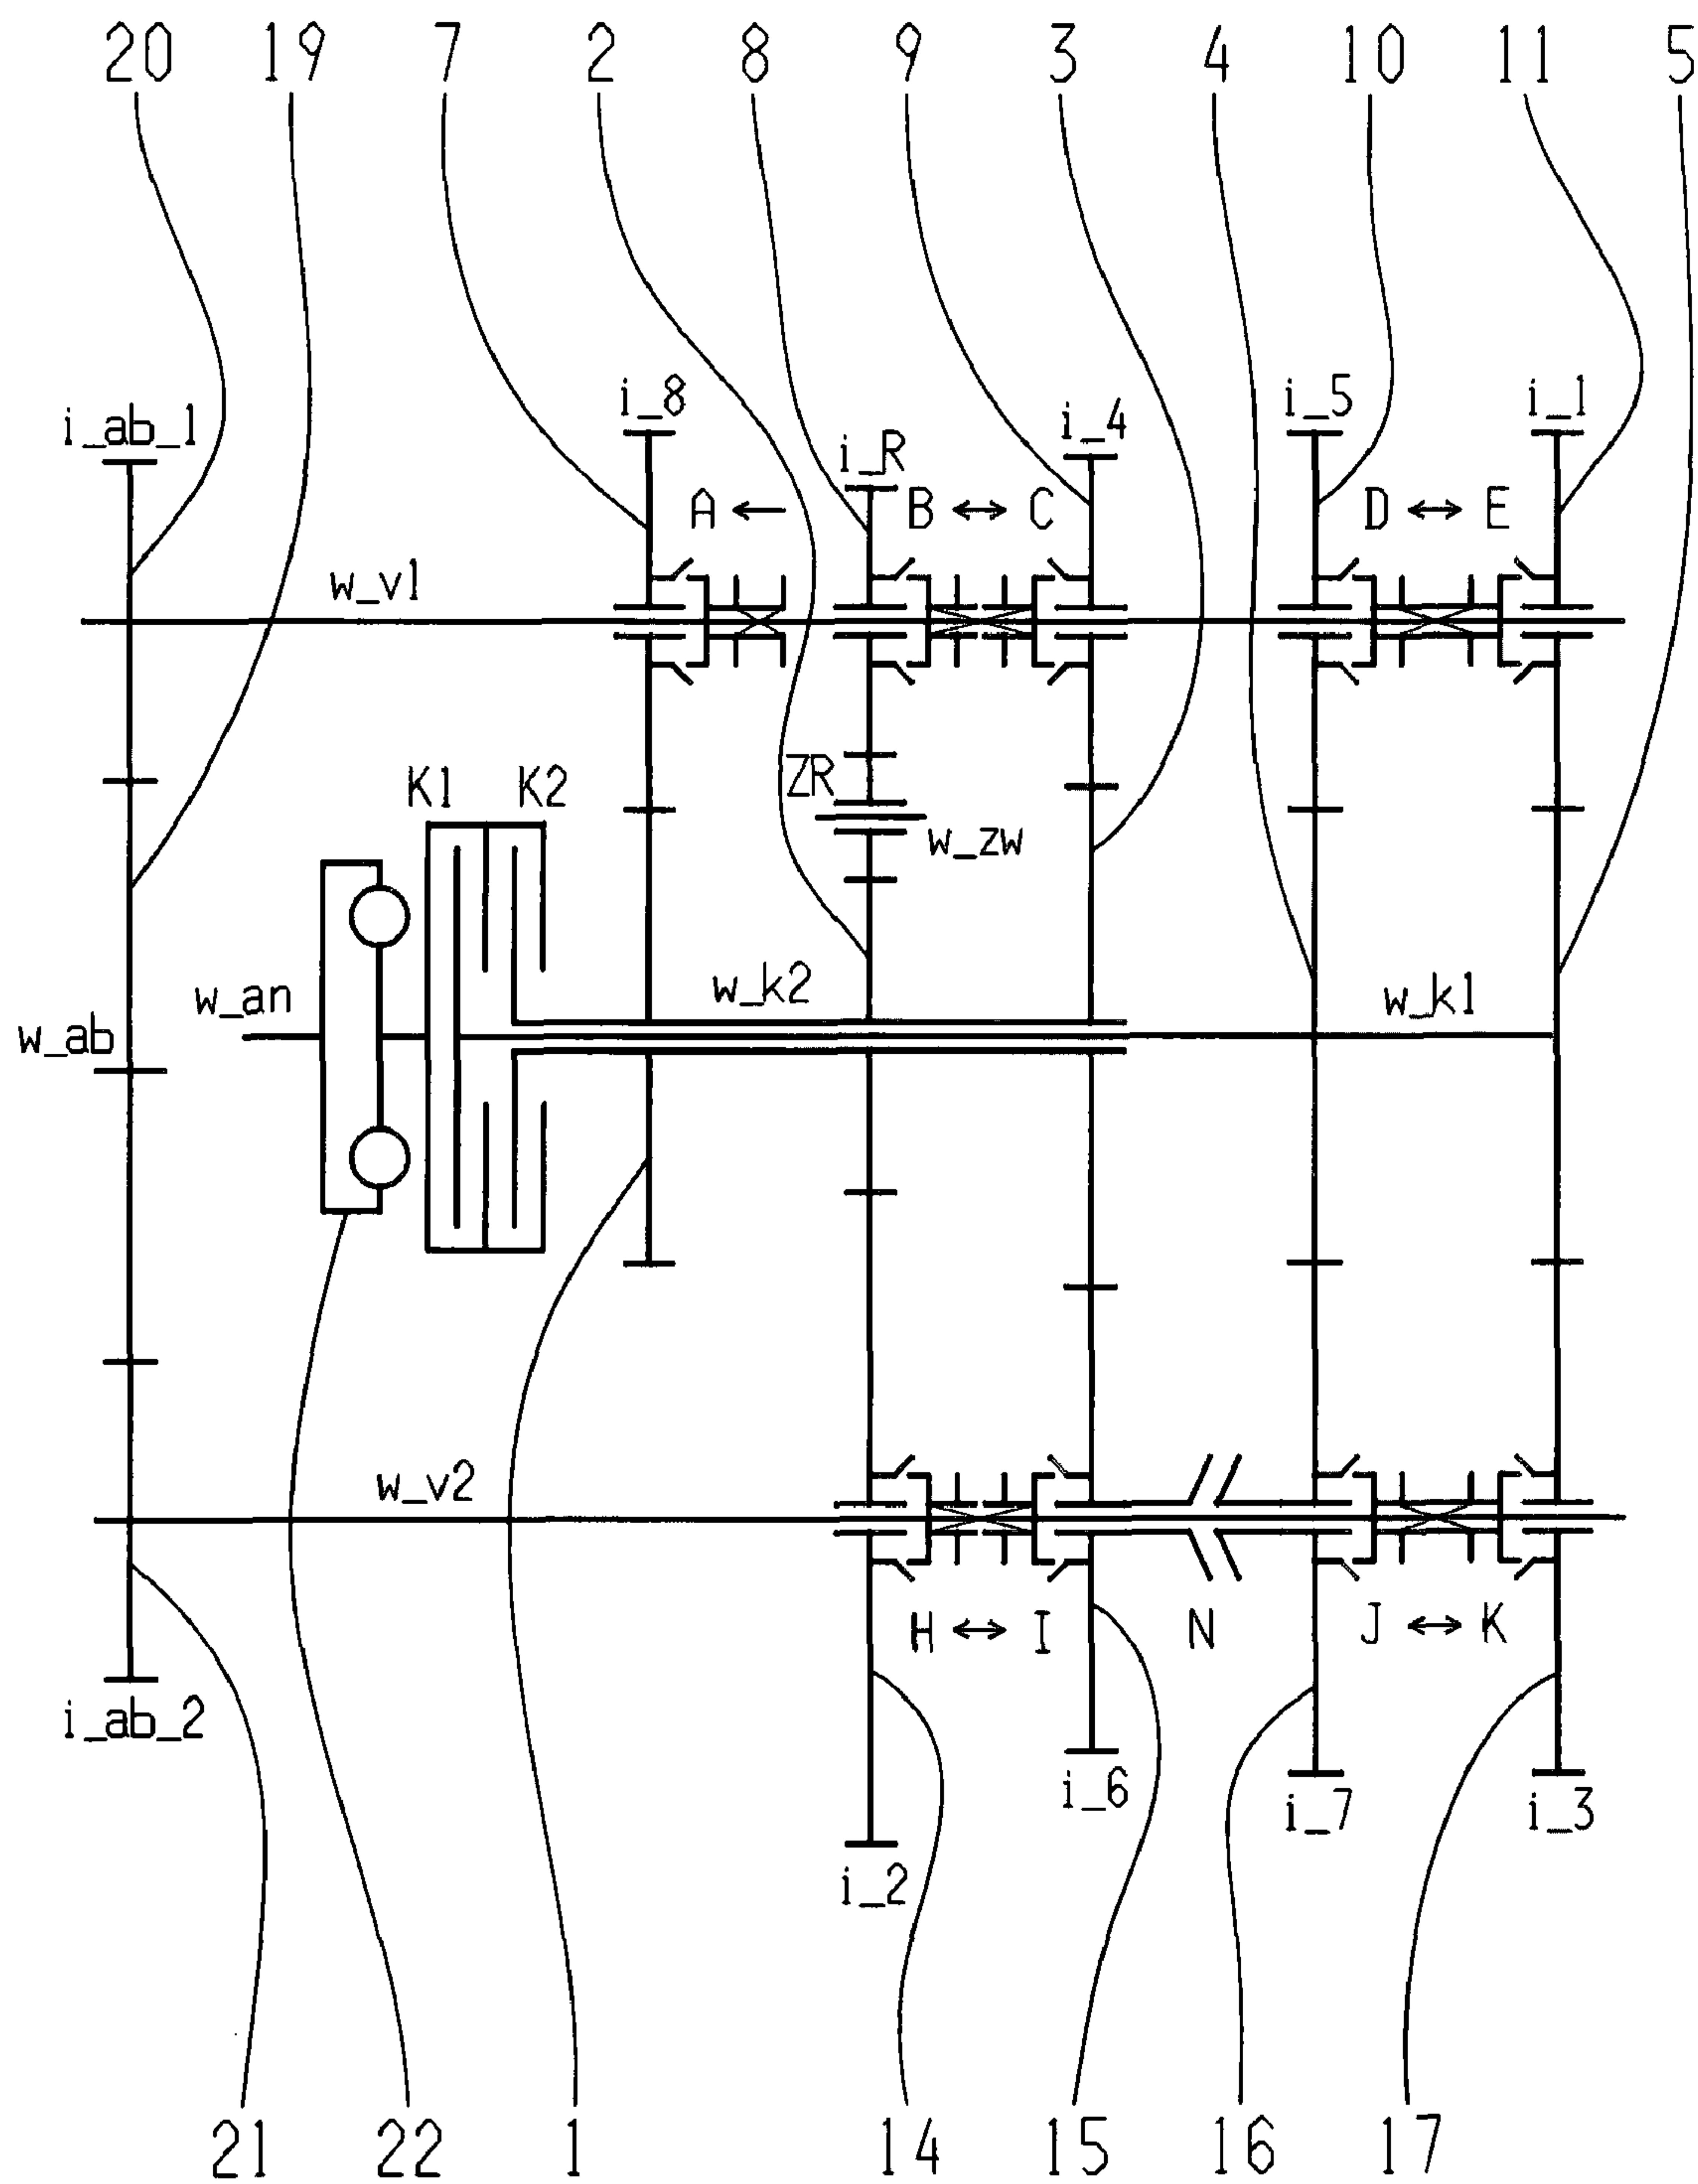 20 19 7 2 8 9 3 4 10 11 5
i_8 i_5 i_1
i_ab_1 i_R i_4
A ← B ↔ C D ↔ E
w_v1
K1 K2 ZR
w_zw
w_an w_k2 w_k1
w_ab
w_v2
H ↔ I N J ↔ K
i_ab_2 i_6 i_7 i_3
i_2
21 22 1 14 15 16 17